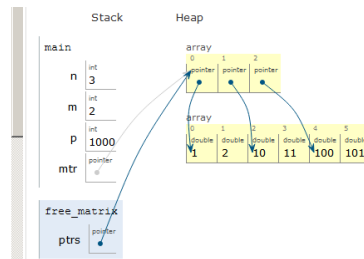 Stack Heap
main
array
0 1 2
int
pointer pointer pointer
n 3
int
m 2
array
int
0 1 2 3 4 5
p 1000
double double double double double double
1 2 10 11 100 101
pointer
mtr
free_matrix
pointer
ptrs